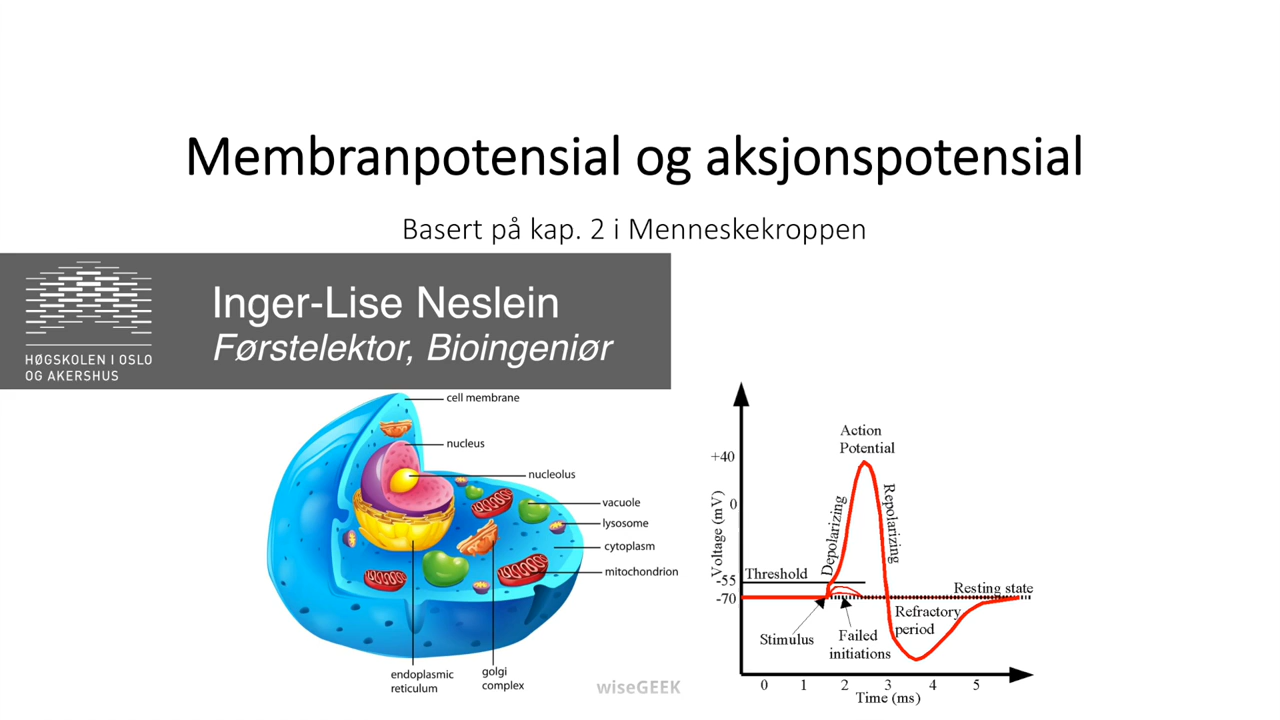 Membranpotensial og aksjonspotensial
Basert på kap. 2 i Menneskekroppen
HØGSKOLEN I OSLO
OG AKERSHUS
Inger-Lise Neslein
Førstelektor, Bioingeniør
cell membrane
nucleus
nucleolus
vacuole
lysosome
cytoplasm
mitochondrion
endoplasmic
reticulum
golgi
complex
wiseGEEK
Action
Potential
+40
0
-55
-70
Voltage (mV)
Depolarizing
Repolarizing
Threshold
Resting state
Refractory
period
Stimulus
Failed
initiations
0 1 2 3 4 5
Time (ms)